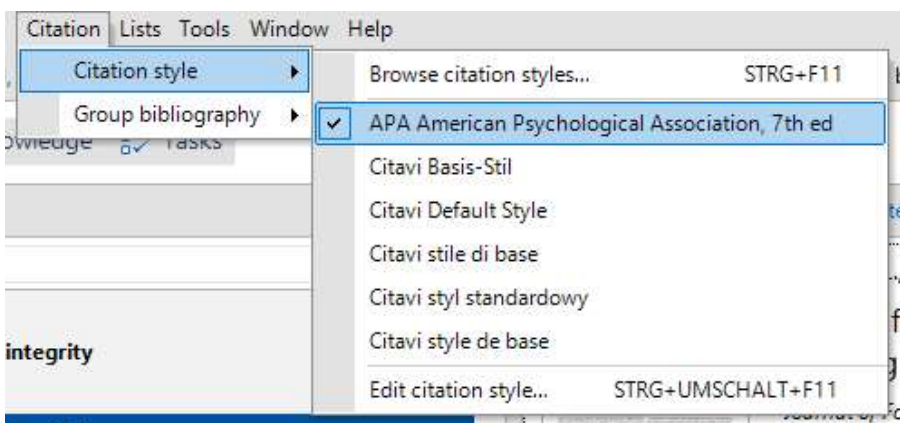 Citation Lists Tools Window Help
Citation style
Group bibliography
Browse citation styles... STRG+F11
APA American Psychological Association, 7th ed
Citavi Basis-Stil
Citavi Default Style
Citavi stile di base
Citavi styl standardowy
Citavi style de base
Edit citation style... STRG+UMSCHALT+F11
Tasks
integrity